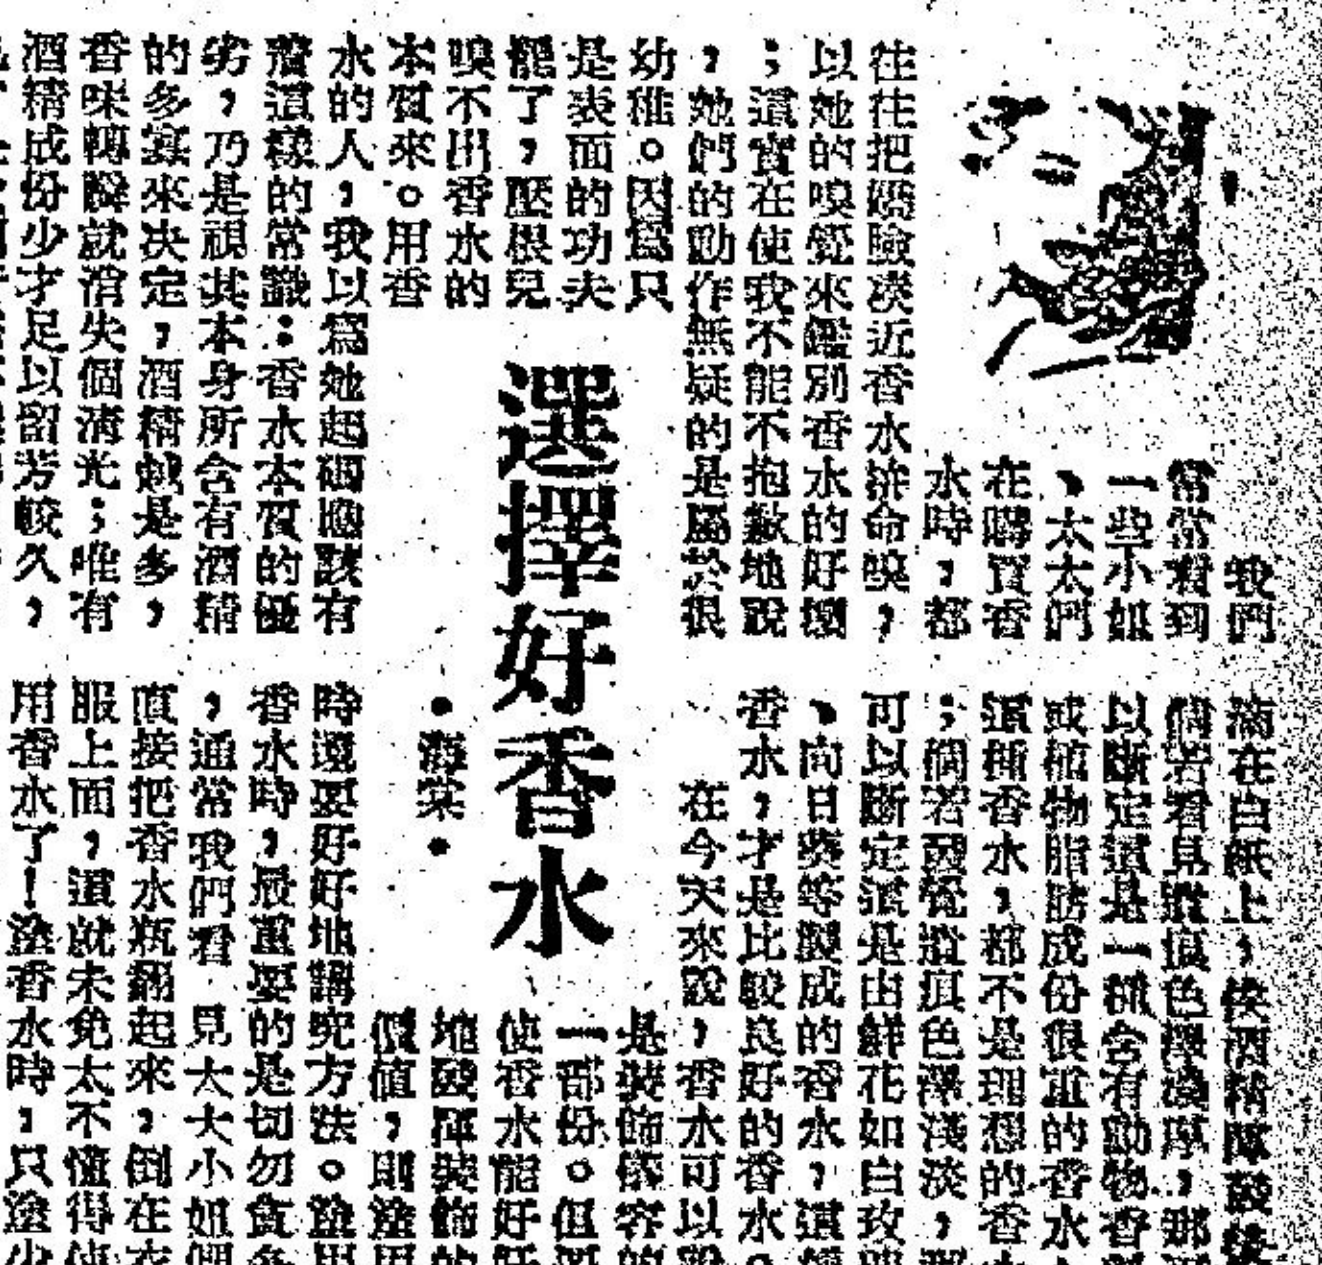 選擇好香水
•海棠•
我們
常常看到
一些小姐
、太太們
在購買香
水時，都
往往把嬌臉湊近香水拚命嗅，
以她的嗅覺來鑑別香水的好壞
；這實在使我不能不抱歉地說
，她們的動作無疑的是屬於很
幼稚。因爲只
是表面的功夫
罷了，壓根兒
嗅不出香水的
本質來。用香
水的人，我以爲她起碼應該有
齊這樣的常識：香水本質的優
劣，乃是視其本身所含有酒精
的多寡來决定，酒精越是多，
香味轉瞬就消失個淸光；唯有
酒精成份少才足以留芳較久，
滴在白紙上，俟酒精揮發後
倘若看見漬痕色澤濃厚，那
以斷定這是一種含有動物香
或植物脂肪成份很重的香水
這種香水，都不是理想的香
；倘若發覺漬痕色澤淺淡，
可以斷定這是由鮮花如白玫
、向日葵等製成的香水，這
香水，才是比較良好的香水。
在今天來說，香水可以說
是裝飾儀容的
一部份。但要
使香水能好好
地發揮裝飾的
價值，則塗用
時還要好好地講究方法。塗用
香水時，最重要的是切勿貪多
，通常我們看見太太小姐們
直接把香水瓶翻起來，倒在衣
服上面，這就未免太不懂得使
用香水了！塗香水時，只塗少